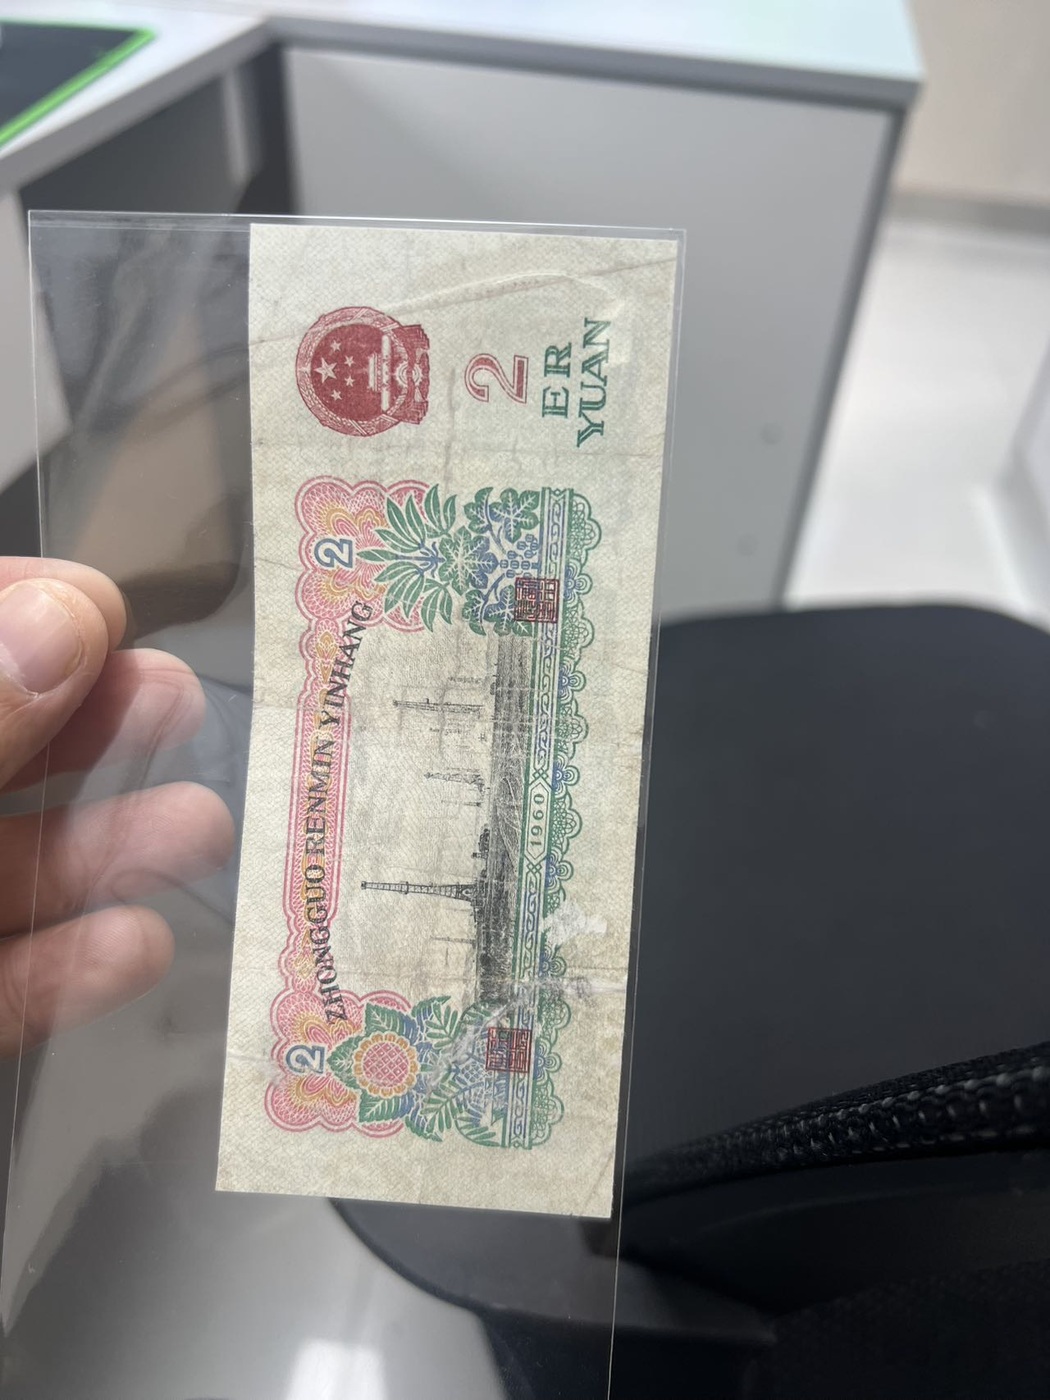 2
ER
YUAN
2
ZHONGGUO RENMIN YINHANG
2
1960